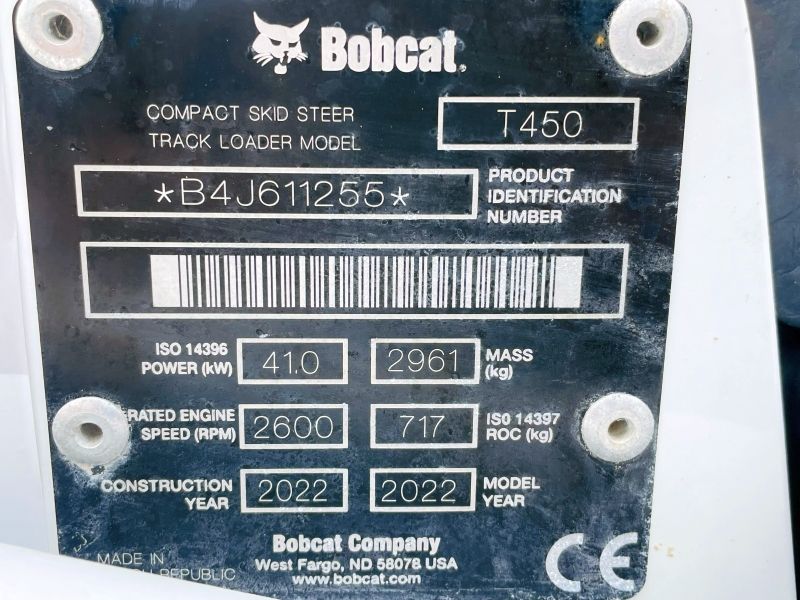 Bobcat
COMPACT SKID STEER
TRACK LOADER MODEL
T450
*B4J611255*
PRODUCT
IDENTIFICATION
NUMBER
ISO 14396
POWER (kW)
41.0
2961
MASS
(kg)
RATED ENGINE
SPEED (RPM)
2600
717
ISO 14397
ROC (kg)
CONSTRUCTION
YEAR
2022
2022
MODEL
YEAR
Bobcat Company
West Fargo, ND 58078 USA
www.bobcat.com
MADE IN
REPUBLIC
CE